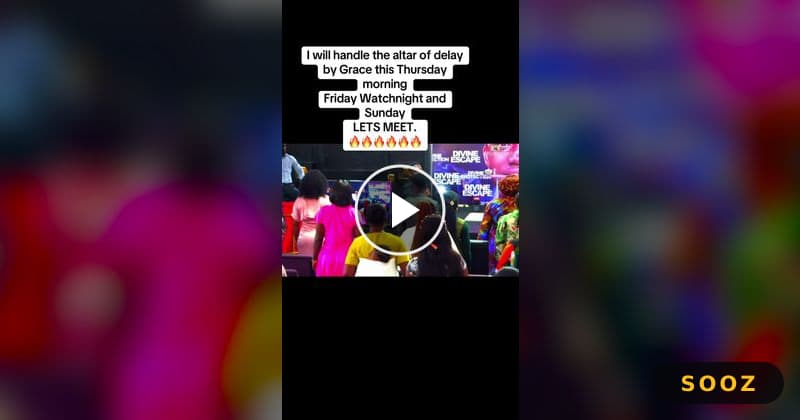 I will handle the altar of delay
by Grace this Thursday
morning
Friday Watchnight and
Sunday
LETS MEET.
🔥🔥🔥🔥🔥🔥
DIVINE
ESCAPE
DIVINE
ESCAPE
DIVINE
DIVINE
ESCAPE
SOOZ